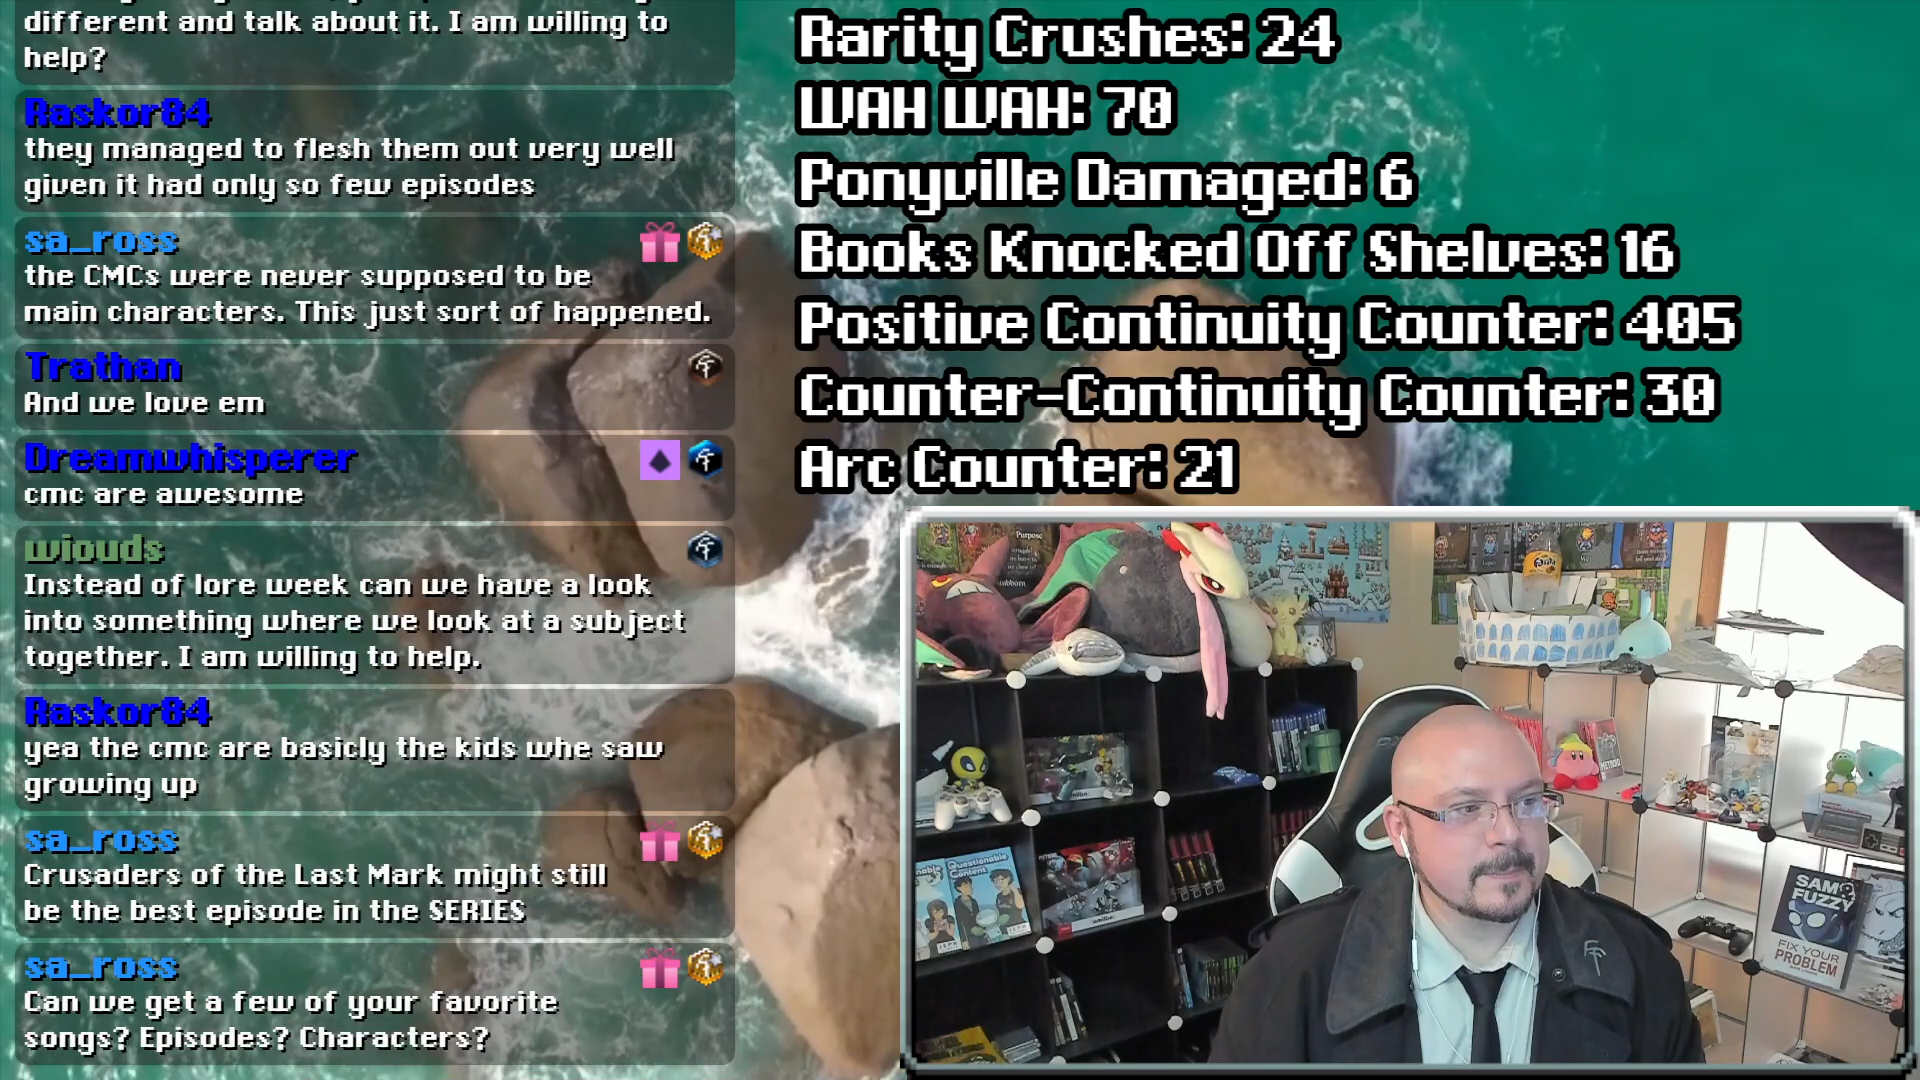 different and talk about it. I am willing to
help?
Raskor84
they managed to flesh them out very well
given it had only so few episodes
sa_ross
the CMCs were never supposed to be
main characters. This just sort of happened.
Trathan
And we love em
Dreamwhisperer
cmc are awesome
wiouds
Instead of lore week can we have a look
into something where we look at a subject
together. I am willing to help.
Raskor84
yea the cmc are basicly the kids whe saw
growing up
sa_ross
Crusaders of the Last Mark might still
be the best episode in the SERIES
sa_ross
Can we get a few of your favorite
songs? Episodes? Characters?
Rarity Crushes: 24
WAH WAH: 70
Ponyville Damaged: 6
Books Knocked Off Shelves: 16
Positive Continuity Counter: 405
Counter-Continuity Counter: 30
Arc Counter: 21
Purpose
fanta
METROID
Questionable
Content
amiibo
SAM
FUZZY
FIX YOUR
PROBLEM